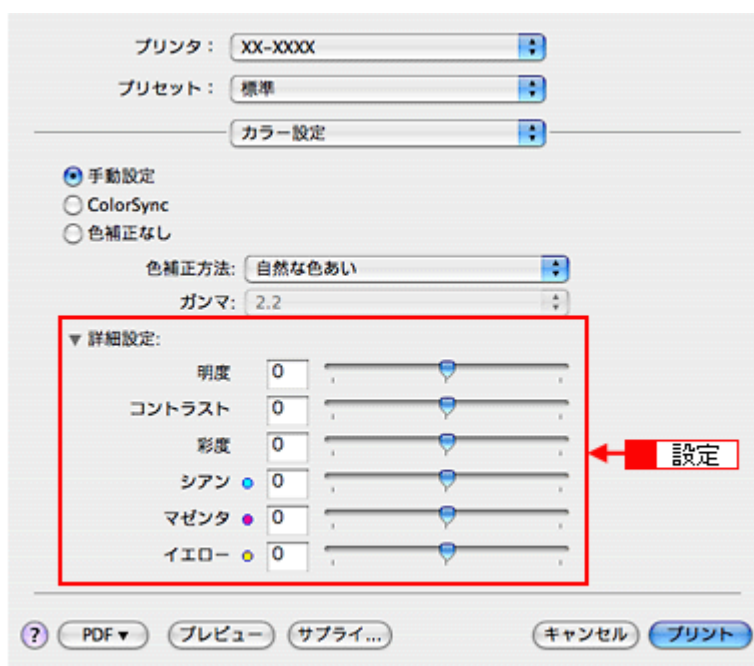 プリンタ： XX-XXXX
プリセット： 標準
カラー設定
手動設定
ColorSync
色補正なし
色補正方法: 自然な色あい
ガンマ: 2.2
▼ 詳細設定:
明度 0
コントラスト 0
彩度 0
シアン 0
マゼンタ 0
イエロー 0
設定
? PDF▼ プレビュー サプライ... キャンセル プリント